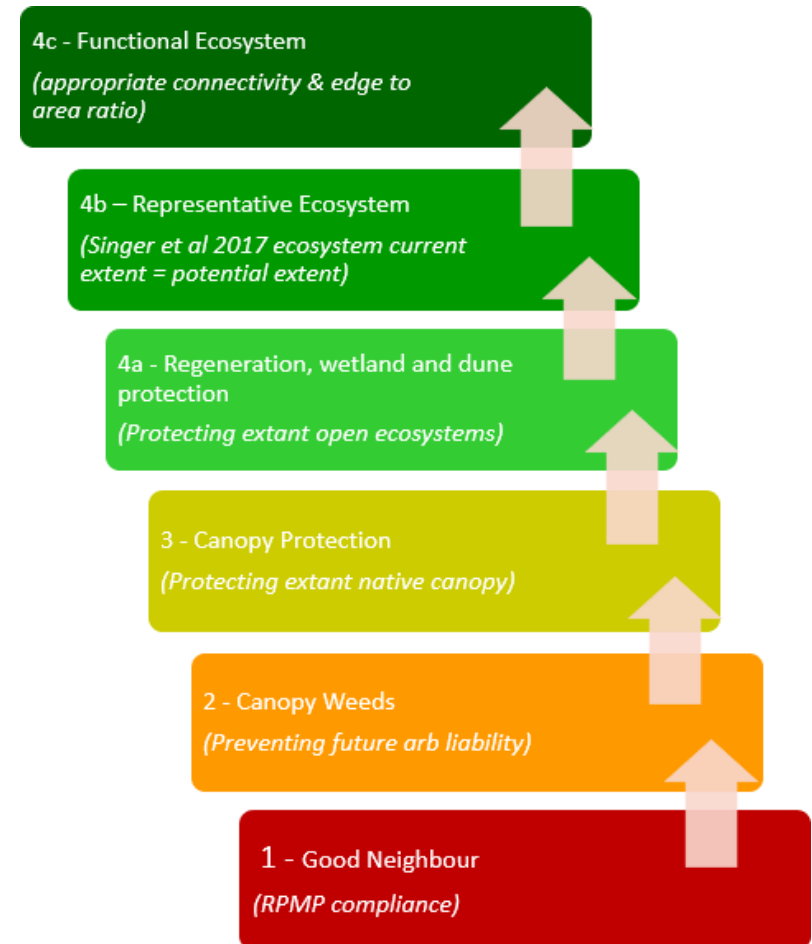 4c - Functional Ecosystem
(appropriate connectivity & edge to
area ratio)
4b – Representative Ecosystem
(Singer et al 2017 ecosystem current
extent = potential extent)
4a - Regeneration, wetland and dune
protection
(Protecting extant open ecosystems)
3 - Canopy Protection
(Protecting extant native canopy)
2 - Canopy Weeds
(Preventing future arb liability)
1 - Good Neighbour
(RPMP compliance)